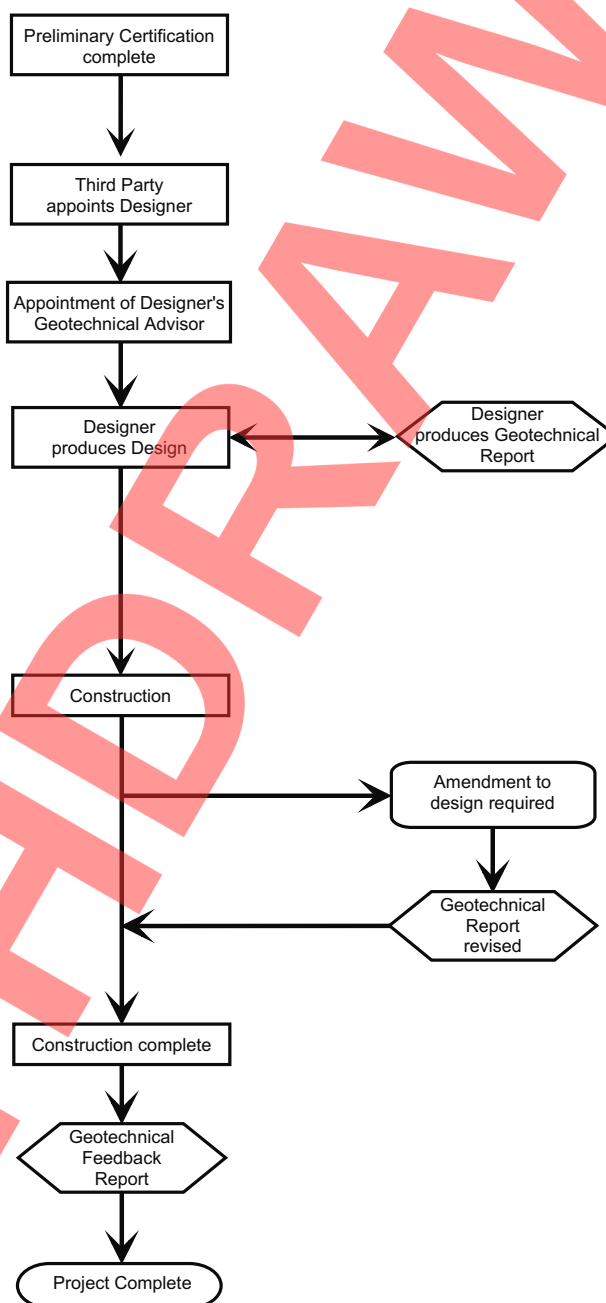 Preliminary Certification
complete
Third Party
appoints Designer
Appointment of Designer's
Geotechnical Advisor
Designer
produces Design
Designer
produces Geotechnical
Report
Construction
Amendment to
design required
Geotechnical
Report
revised
Construction complete
Geotechnical
Feedback
Report
Project Complete
HDRAW